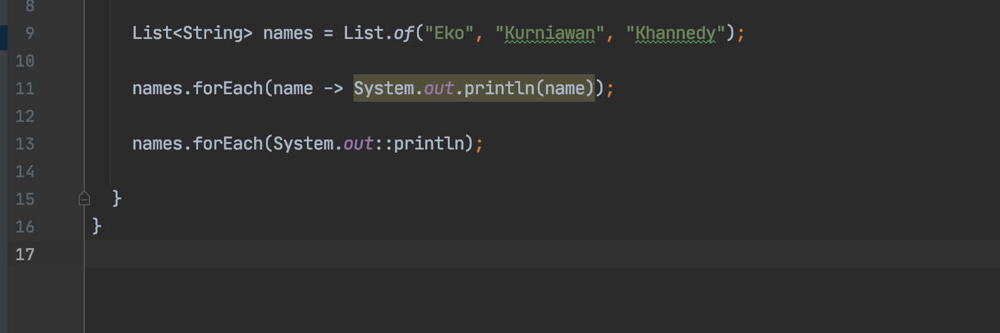 8
9 List<String> names = List.of("Eko", "Kurniawan", "Khannedy");
10
11 names.forEach(name -> System.out.println(name));
12
13 names.forEach(System.out::println);
14
15 }
16 }
17